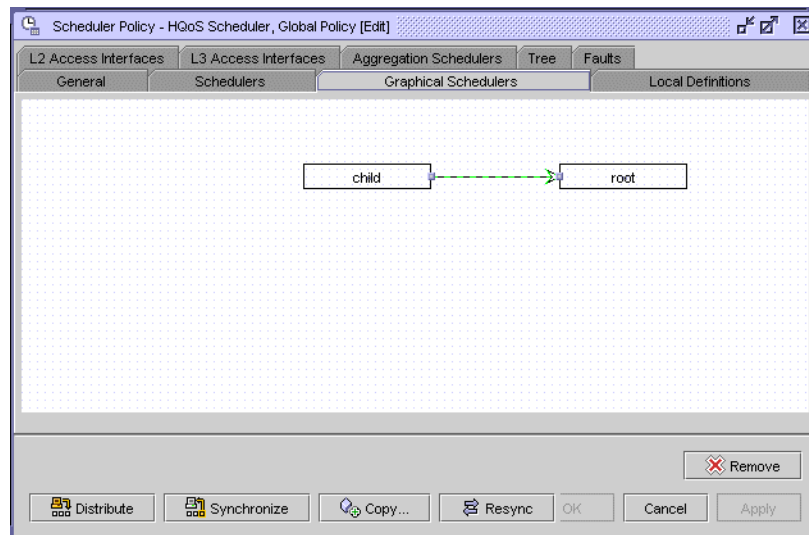 Scheduler Policy - HQoS Scheduler, Global Policy [Edit]
L2 Access Interfaces L3 Access Interfaces Aggregation Schedulers Tree Faults
General Schedulers Graphical Schedulers Local Definitions
child root
Remove
Distribute Synchronize Copy... Resync OK Cancel Apply